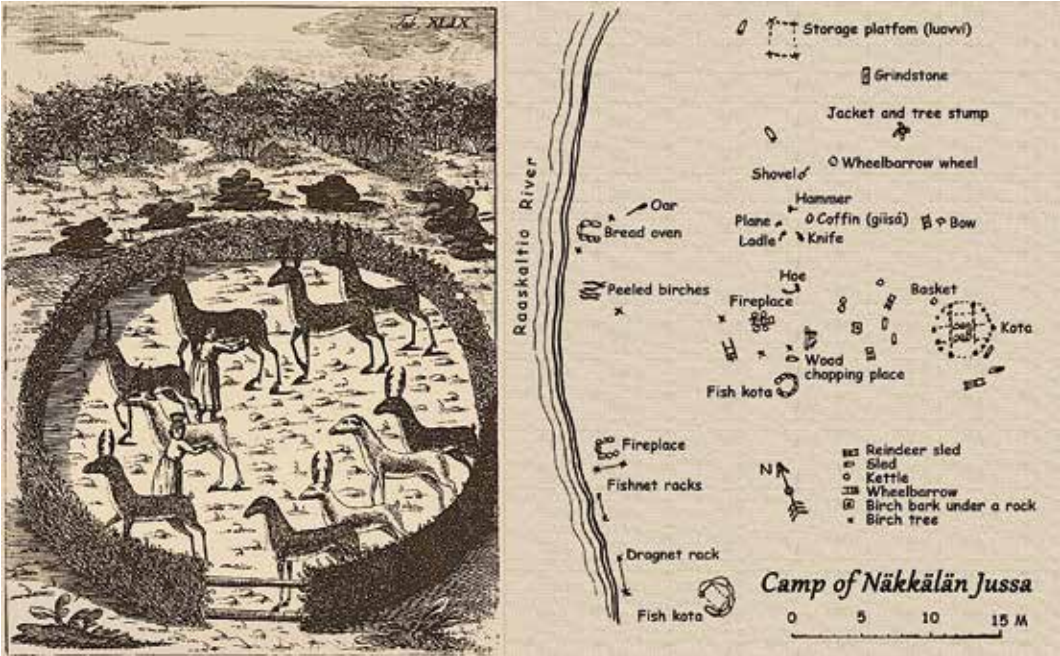 Tab. XLIX
Storage platfom (luovvi)
Grindstone
Jacket and tree stump
Wheelbarrow wheel
Shovel
Hammer
Oar
Plane
Coffin (giisá)
Bow
Bread oven
Ladle
Knife
Raaskaltio River
Hoe
Peeled birches
Fireplace
Basket
Kota
Wood
chopping place
Fish kota
Fireplace
N
Reindeer sled
Sled
Kettle
Wheelbarrow
Birch bark under a rock
Birch tree
Fishnet racks
Dragnet rack
Fish kota
Camp of Näkkälän Jussa
0 5 10 15 M